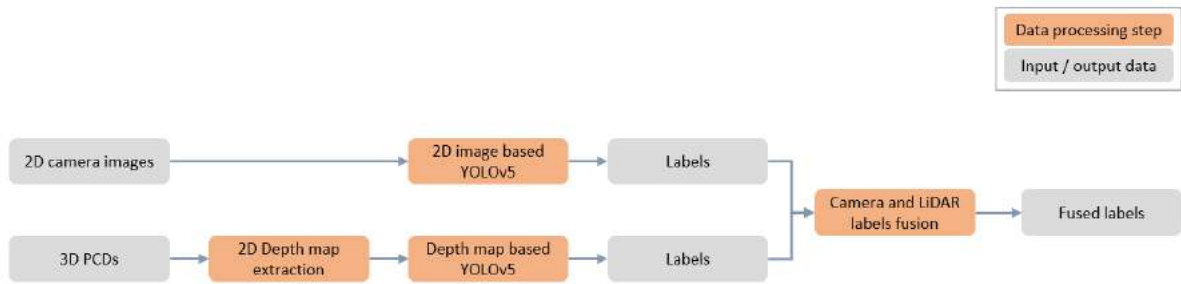 Data processing step
Input / output data
2D camera images
2D image based
YOLOv5
Labels
Camera and LiDAR
labels fusion
Fused labels
3D PCDs
2D Depth map
extraction
Depth map based
YOLOv5
Labels